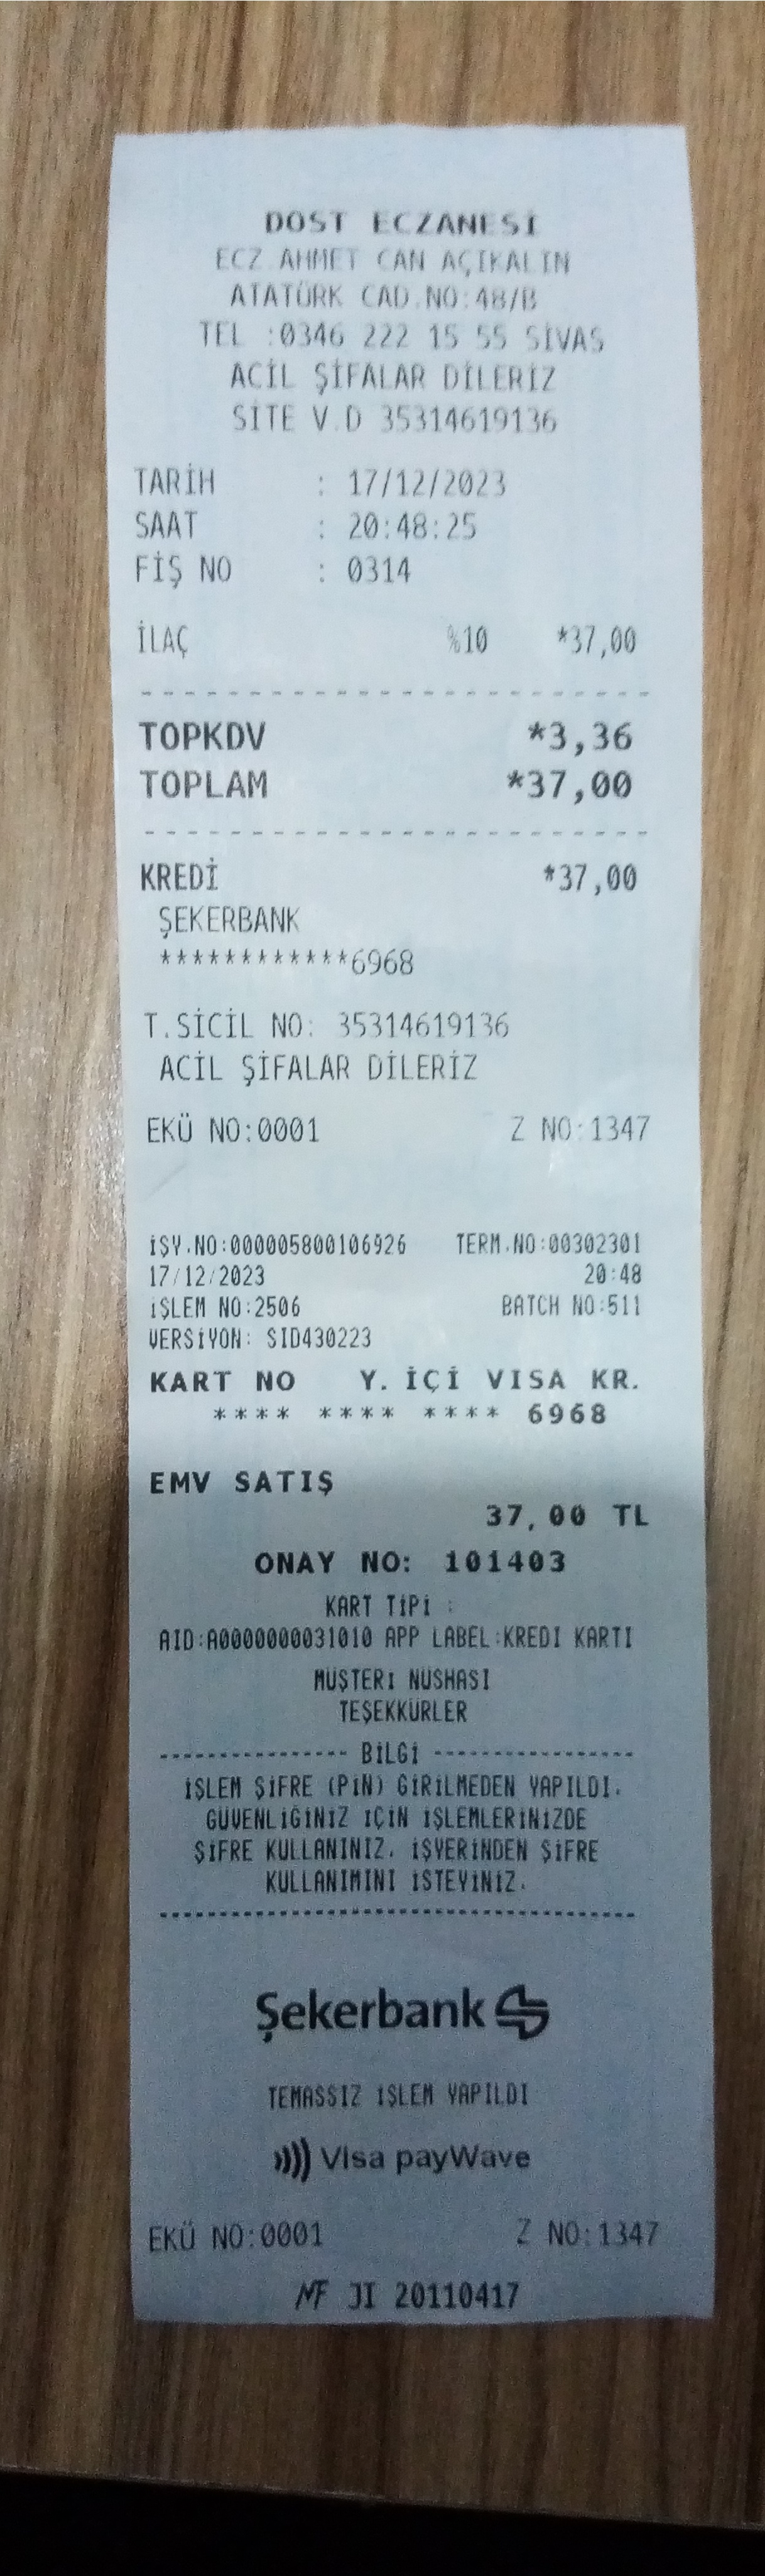 DOST ECZANESİ
ECZ.AHMET CAN AÇIKALIN
ATATÜRK CAD.NO:48/B
TEL :0346 222 15 55 SİVAS
ACİL ŞİFALAR DİLERİZ
SİTE V.D 35314619136
TARİH : 17/12/2023
SAAT : 20:48:25
FİŞ NO : 0314
İLAÇ %10 *37,00
TOPKDV *3,36
TOPLAM *37,00
KREDİ *37,00
ŞEKERBANK
************6968
T.SİCİL NO: 35314619136
ACİL ŞİFALAR DİLERİZ
EKÜ NO:0001 Z NO:1347
İŞY.NO:000005800106926 TERM.NO:00302301
17/12/2023 20:48
İŞLEM NO:2506 BATCH NO:511
VERSİYON: SID430223
KART NO Y. İÇİ VISA KR.
**** **** **** 6968
EMV SATIŞ
37,00 TL
ONAY NO: 101403
KART TİPİ :
AID:A0000000031010 APP LABEL:KREDI KARTI
MÜŞTERİ NÜSHASI
TEŞEKKÜRLER
---------------- BİLGİ -----------------
İŞLEM ŞİFRE (PİN) GİRİLMEDEN YAPILDI.
GÜVENLİĞİNİZ İÇİN İŞLEMLERİNİZDE
ŞİFRE KULLANINIZ. İŞYERİNDEN ŞİFRE
KULLANIMINI İSTEYİNİZ.
Şekerbank
TEMASSIZ İŞLEM YAPILDI
Visa payWave
EKÜ NO:0001 Z NO:1347
MF JI 20110417